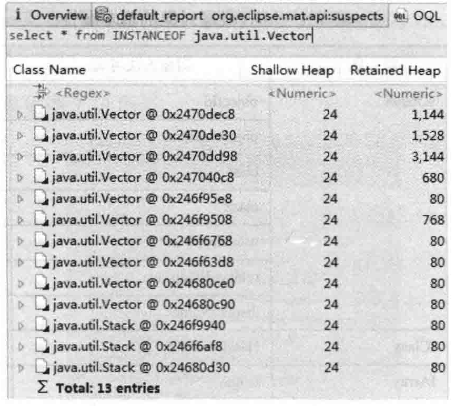 i Overview default_report org.eclipse.mat.api:suspects OQL
select * from INSTANCEOF java.util.Vector
Class Name Shallow Heap Retained Heap
<Regex> <Numeric> <Numeric>
java.util.Vector @ 0x2470dec8 24 1,144
java.util.Vector @ 0x2470de30 24 1,528
java.util.Vector @ 0x2470dd98 24 3,144
java.util.Vector @ 0x247040c8 24 680
java.util.Vector @ 0x246f95e8 24 80
java.util.Vector @ 0x246f9508 24 768
java.util.Vector @ 0x246f6768 24 80
java.util.Vector @ 0x246f63d8 24 80
java.util.Vector @ 0x24680ce0 24 80
java.util.Vector @ 0x24680c90 24 80
java.util.Stack @ 0x246f9940 24 80
java.util.Stack @ 0x246f6af8 24 80
java.util.Stack @ 0x24680d30 24 80
Σ Total: 13 entries